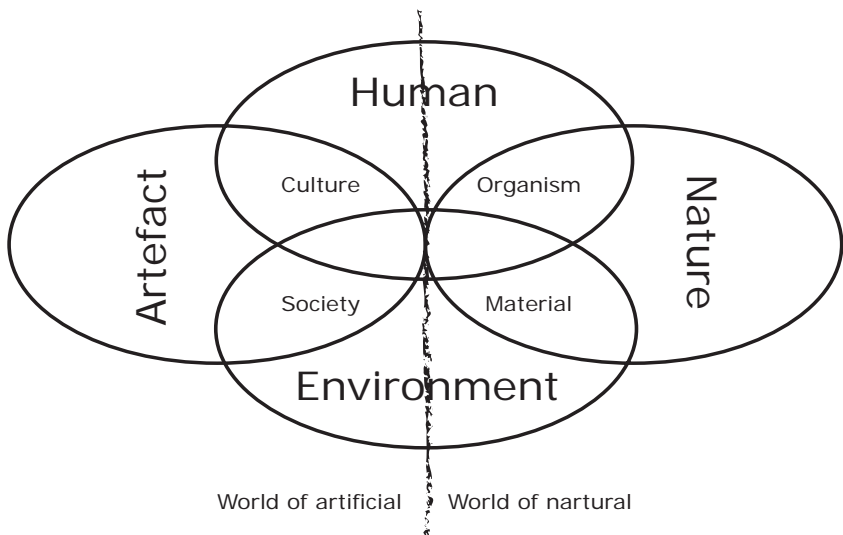 Human
Culture
Organism
Artefact
Nature
Society
Material
Environment
World of artificial
World of nartural